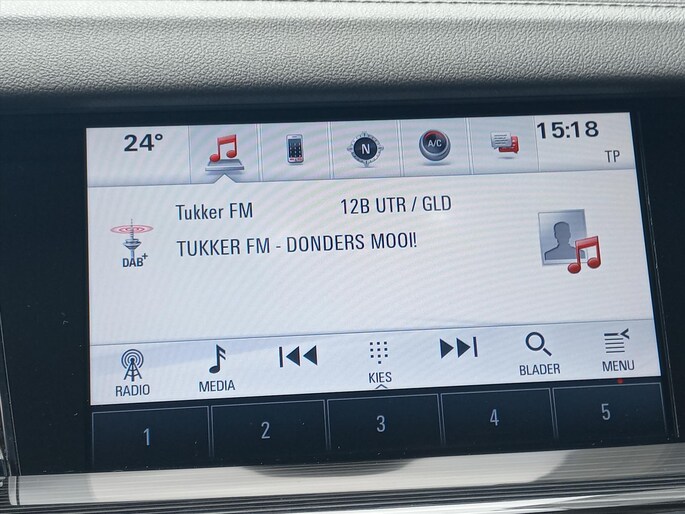 24°
N
A/C
15:18
TP
Tukker FM 12B UTR / GLD
DAB+
TUKKER FM - DONDERS MOOI!
RADIO
MEDIA
KIES
BLADER
MENU
1 2 3 4 5